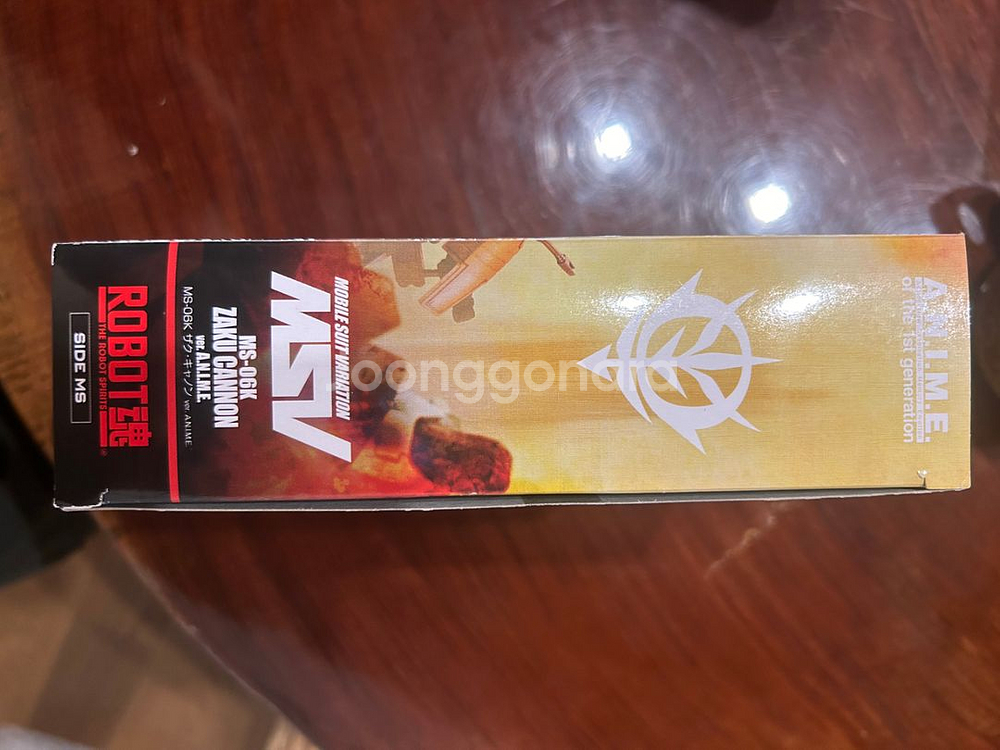 A.N.I.M.E.
of the 1st generation
MOBILE SUIT VARIATION
MSV
MS-06K
ZAKU CANNON
ver. A.N.I.M.E.
MS-06K ザク・キャノン ver. A.N.I.M.E.
ROBOT魂
THE ROBOT SPIRITS
SIDE MS
joonggonara